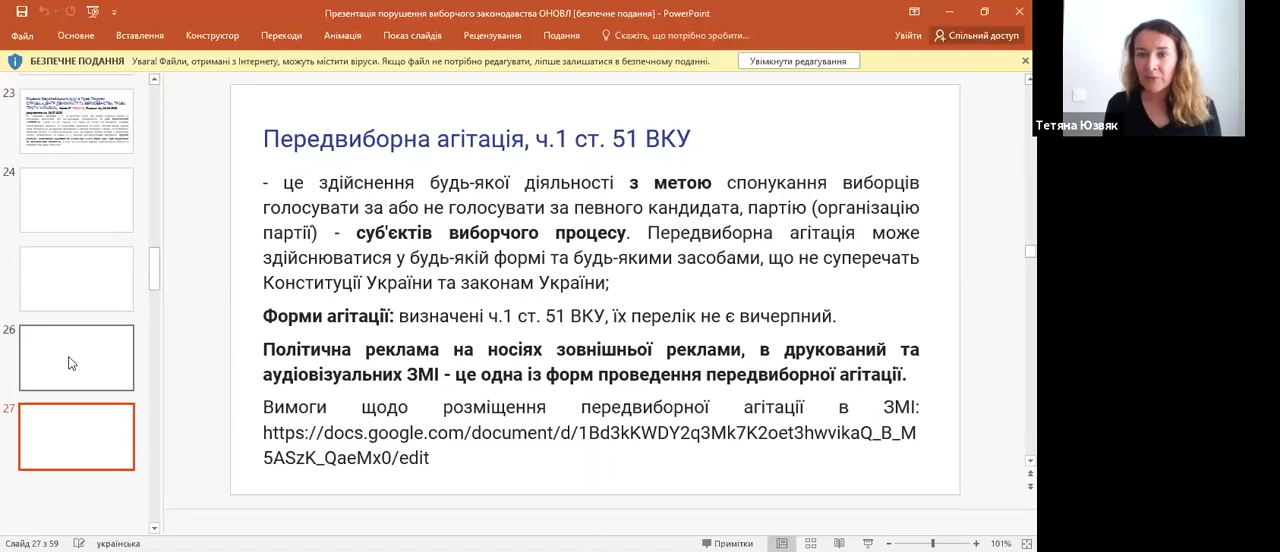 Презентація порушення виборчого законодавства ОНОВЛ [безпечне подання] - PowerPoint
Файл Основне Вставлення Конструктор Переходи Анімація Показ слайдів Рецензування Подання Скажіть, що потрібно зробити... Увійти Спільний доступ
БЕЗПЕЧНЕ ПОДАННЯ Увага! Файли, отримані з Інтернету, можуть містити віруси. Якщо файл не потрібно редагувати, ліпше залишатися в безпечному поданні. Увімкнути редагування
23
24
26
27
Передвиборна агітація, ч.1 ст. 51 ВКУ
- це здійснення будь-якої діяльності з метою спонукання виборців
голосувати за або не голосувати за певного кандидата, партію (організацію
партії) - суб'єктів виборчого процесу. Передвиборна агітація може
здійснюватися у будь-якій формі та будь-якими засобами, що не суперечать
Конституції України та законам України;
Форми агітації: визначені ч.1 ст. 51 ВКУ, їх перелік не є вичерпний.
Політична реклама на носіях зовнішньої реклами, в друкований та
аудіовізуальних ЗМІ - це одна із форм проведення передвиборної агітації.
Вимоги щодо розміщення передвиборної агітації в ЗМІ:
https://docs.google.com/document/d/1Bd3kKWDY2q3Mk7K2oet3hwvikaQ_B_M
5ASzK_QaeMx0/edit
Тетяна Юзвяк
Слайд 27 з 59 українська Примітки 101%